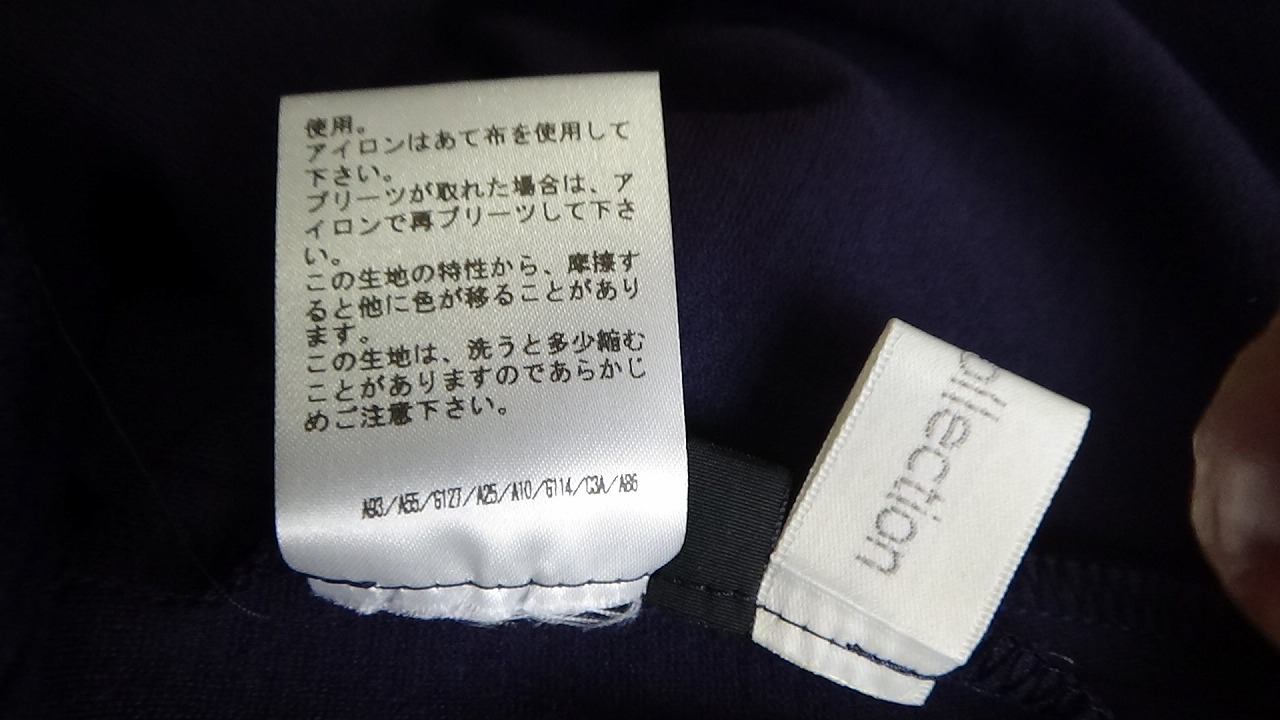 使用。
アイロンはあて布を使用して
下さい。
プリーツが取れた場合は、ア
イロンで再プリーツして下さ
い。
この生地の特性から、摩擦す
ると他に色が移ることがあり
ます。
この生地は、洗うと多少縮む
ことがありますのであらかじ
めご注意下さい。
A93/A55/G127/A25/A10/G114/C3A/A86
ollection